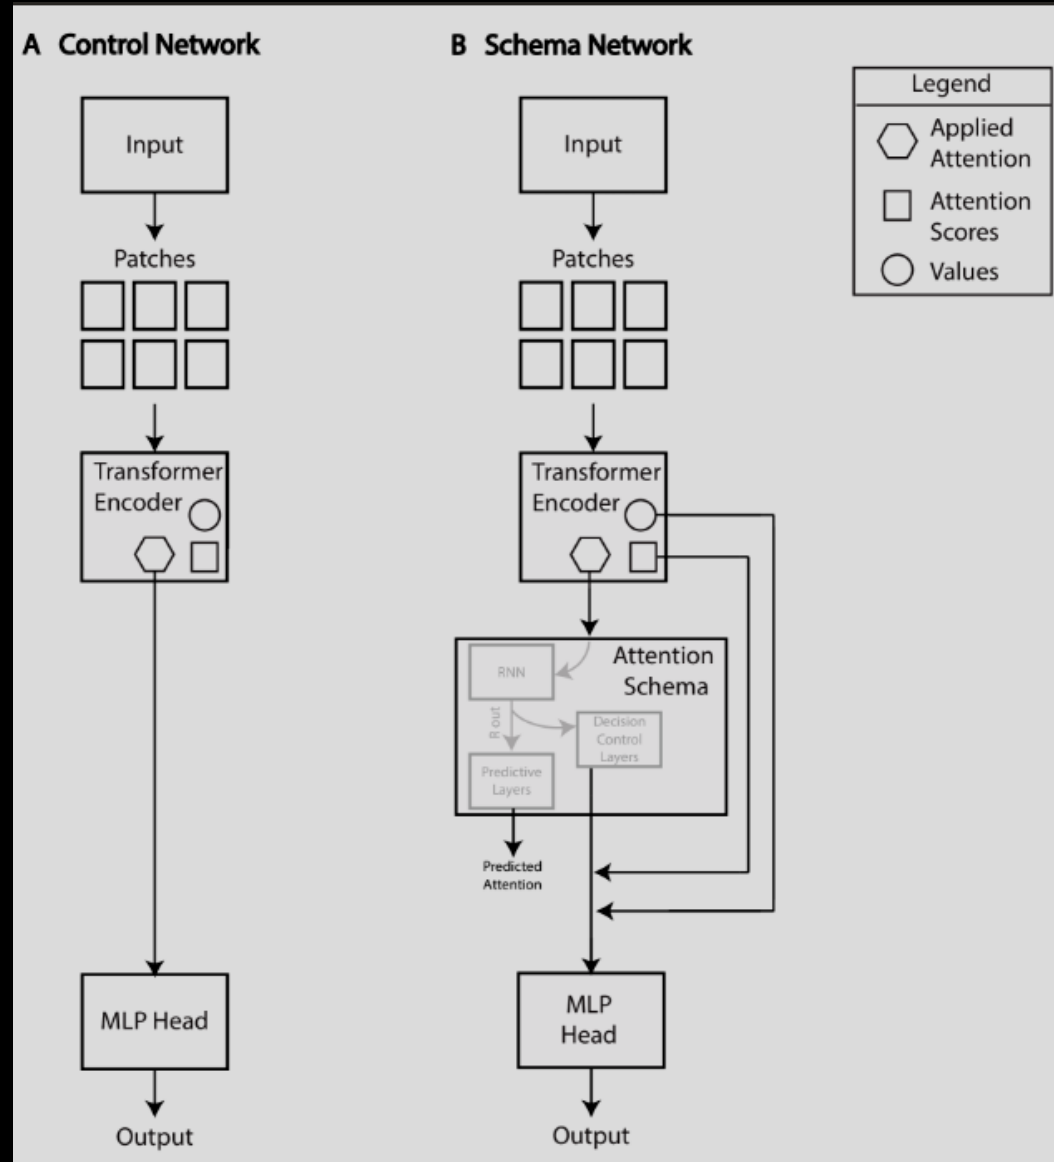 A Control Network
Input
Patches
Transformer
Encoder
MLP Head
Output
B Schema Network
Input
Patches
Transformer
Encoder
Attention
Schema
RNN
R out
Decision
Control
Layers
Predictive
Layers
Predicted
Attention
MLP
Head
Output
Legend
Applied
Attention
Attention
Scores
Values